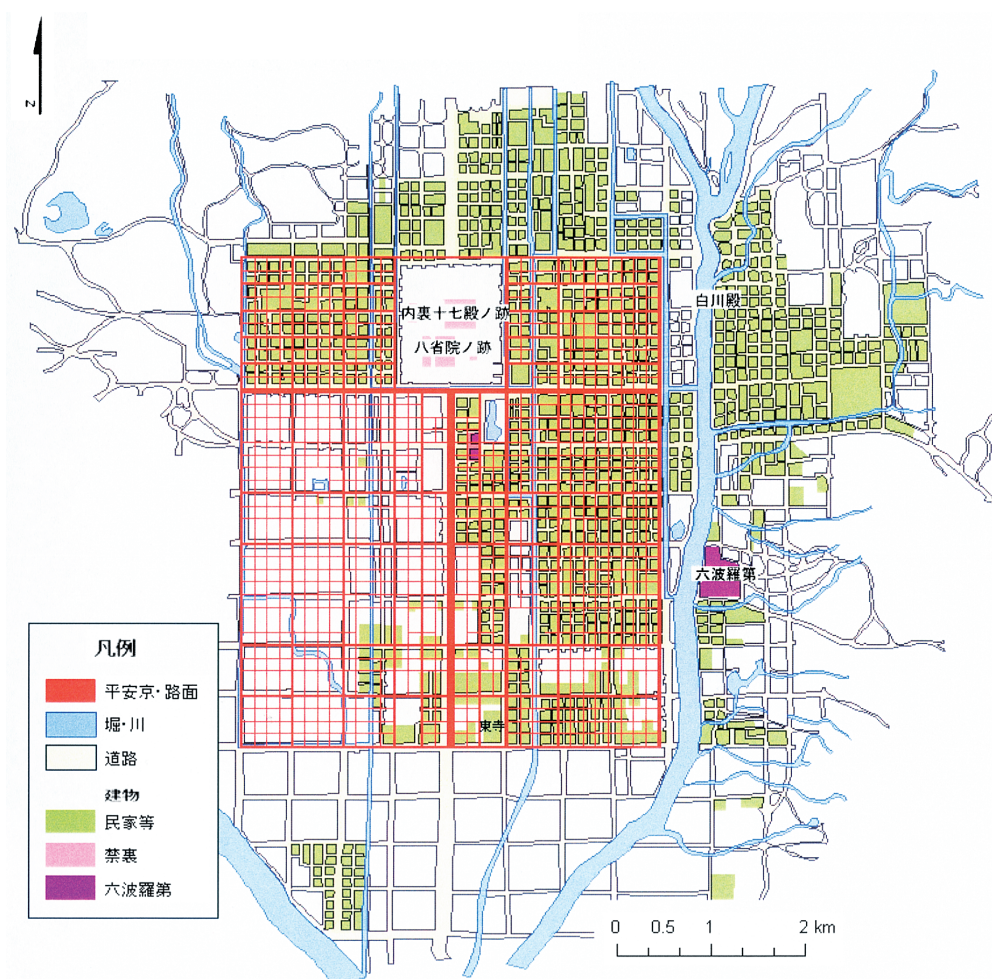 N
内裏十七殿ノ跡
八省院ノ跡
白川殿
六波羅第
東寺
凡例
平安京・路面
堀・川
道路
建物
民家等
禁裏
六波羅第
0 0.5 1 2 km